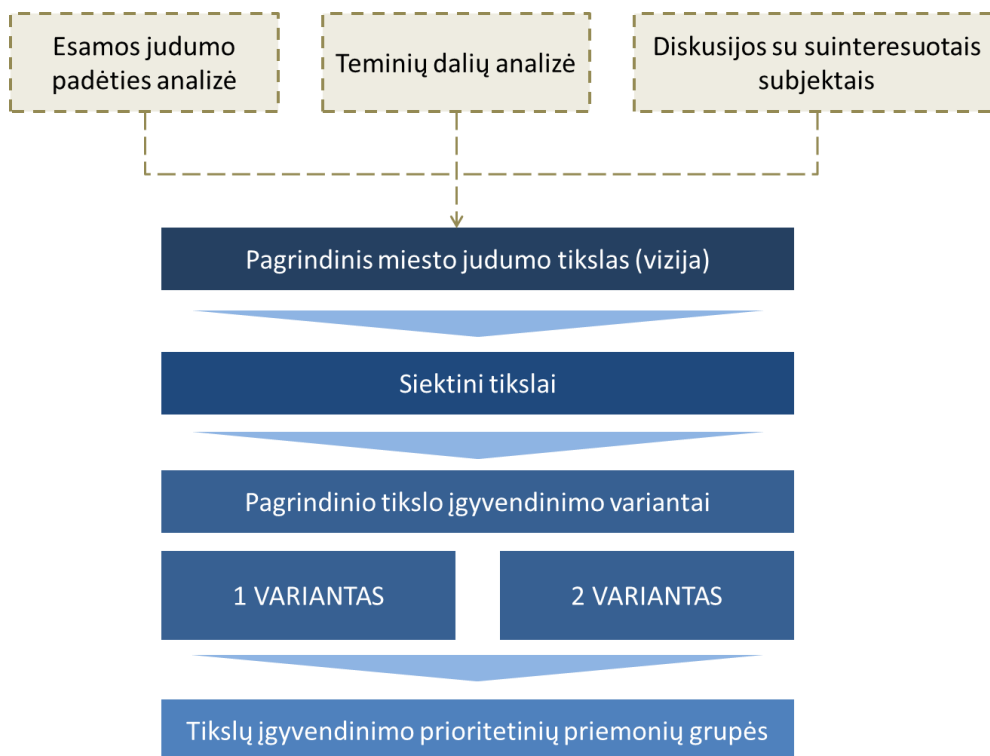 Esamos judumo
padėties analizė
Teminių dalių analizė
Diskusijos su suinteresuotais
subjektais
Pagrindinis miesto judumo tikslas (vizija)
Siektini tikslai
Pagrindinio tikslo įgyvendinimo variantai
1 VARIANTAS
2 VARIANTAS
Tikslų įgyvendinimo prioritetinių priemonių grupės